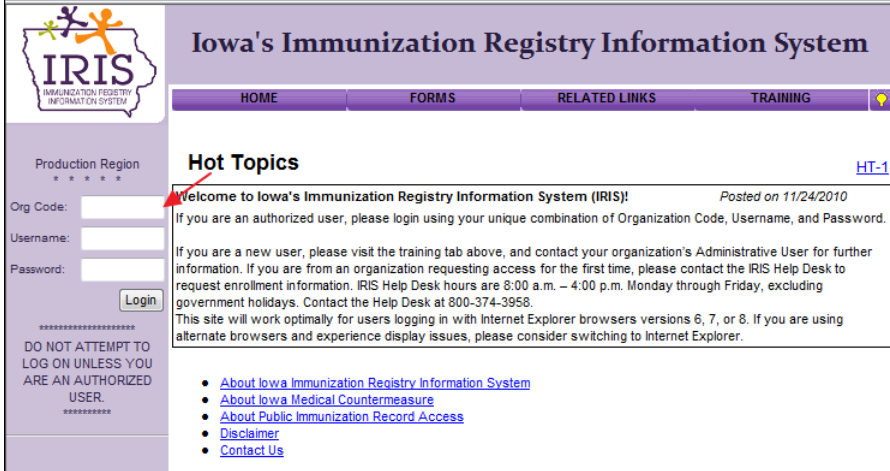 IRIS
IMMUNIZATION REGISTRY
INFORMATION SYSTEM
Iowa's Immunization Registry Information System
HOME FORMS RELATED LINKS TRAINING
Production Region
* * * * *
Org Code:
Username:
Password:
Login
********************
DO NOT ATTEMPT TO
LOG ON UNLESS YOU
ARE AN AUTHORIZED
USER.
**********
Hot Topics
HT-1
Welcome to Iowa's Immunization Registry Information System (IRIS)! Posted on 11/24/2010
If you are an authorized user, please login using your unique combination of Organization Code, Username, and Password.
If you are a new user, please visit the training tab above, and contact your organization's Administrative User for further
information. If you are from an organization requesting access for the first time, please contact the IRIS Help Desk to
request enrollment information. IRIS Help Desk hours are 8:00 a.m. – 4:00 p.m. Monday through Friday, excluding
government holidays. Contact the Help Desk at 800-374-3958.
This site will work optimally for users logging in with Internet Explorer browsers versions 6, 7, or 8. If you are using
alternate browsers and experience display issues, please consider switching to Internet Explorer.
About Iowa Immunization Registry Information System
About Iowa Medical Countermeasure
About Public Immunization Record Access
Disclaimer
Contact Us